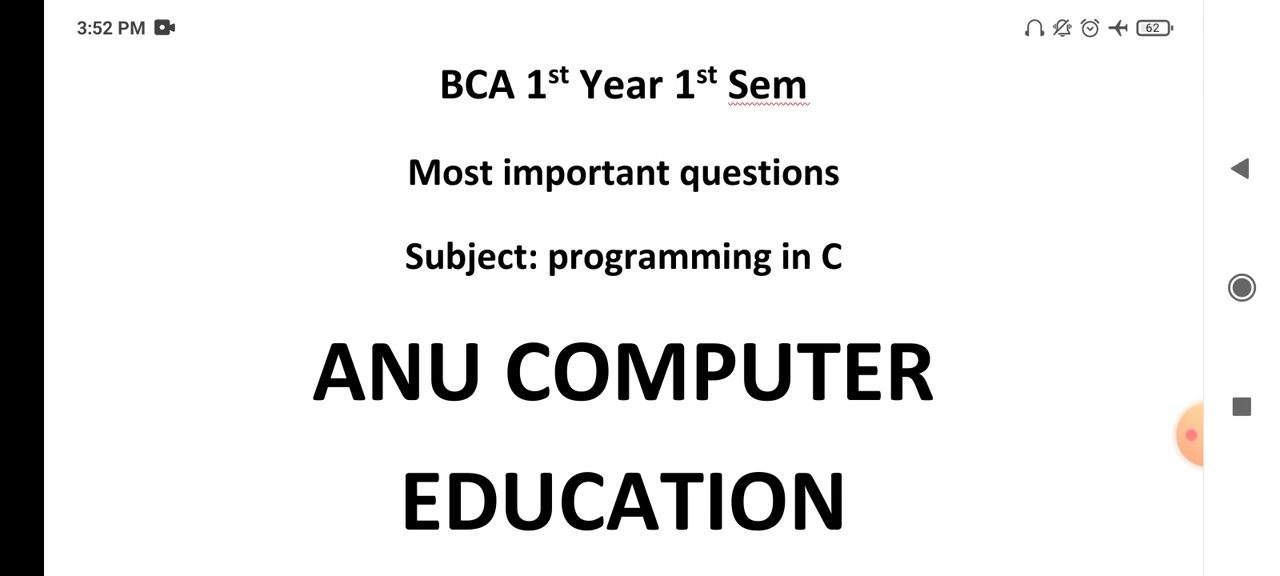 3:52 PM 62
BCA 1st Year 1st Sem
Most important questions
Subject: programming in C
ANU COMPUTER
EDUCATION